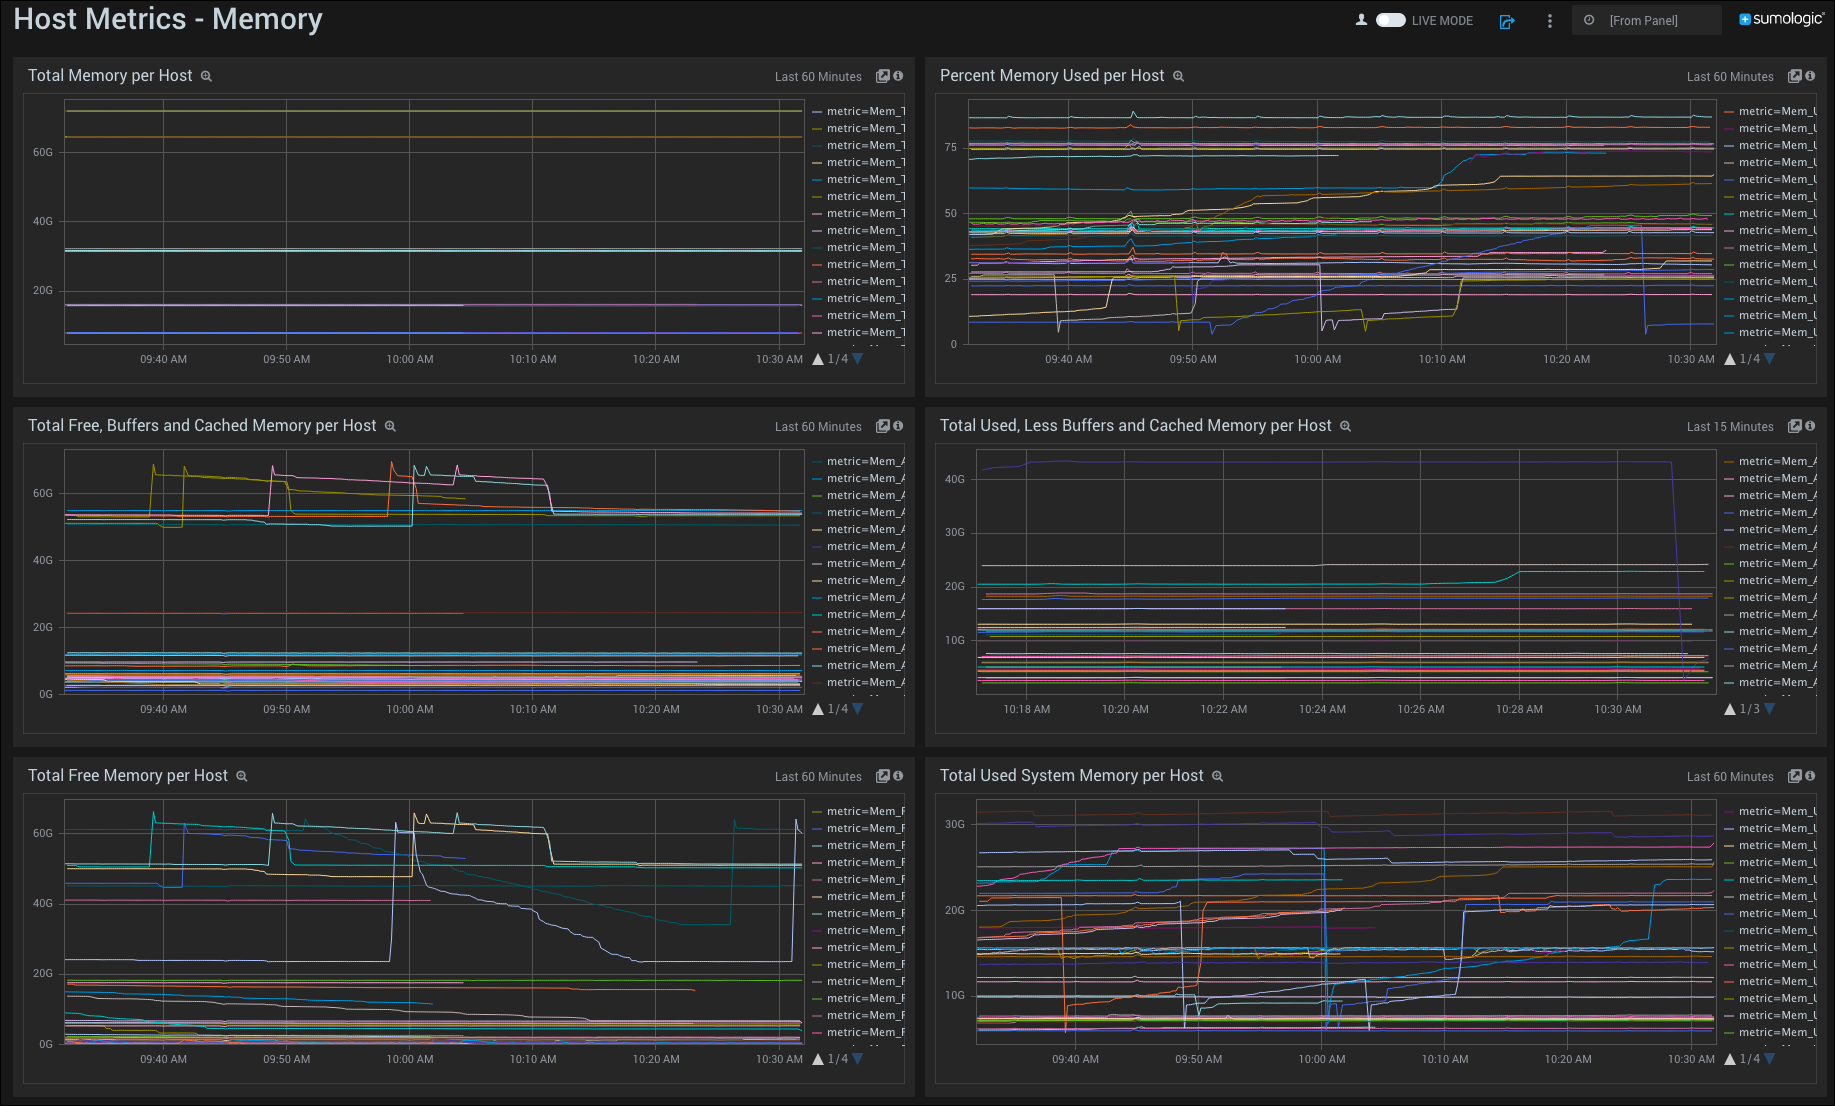 Host Metrics - Memory
LIVE MODE
[From Panel]
sumologic
Total Memory per Host
Last 60 Minutes
60G
40G
20G
09:40 AM 09:50 AM 10:00 AM 10:10 AM 10:20 AM 10:30 AM
metric=Mem_T
metric=Mem_T
metric=Mem_T
metric=Mem_T
metric=Mem_T
metric=Mem_T
metric=Mem_T
metric=Mem_T
metric=Mem_T
metric=Mem_T
metric=Mem_T
metric=Mem_T
metric=Mem_T
metric=Mem_T
1/4
Percent Memory Used per Host
Last 60 Minutes
75
50
25
0
09:40 AM 09:50 AM 10:00 AM 10:10 AM 10:20 AM 10:30 AM
metric=Mem_U
metric=Mem_U
metric=Mem_U
metric=Mem_U
metric=Mem_U
metric=Mem_U
metric=Mem_U
metric=Mem_U
metric=Mem_U
metric=Mem_U
metric=Mem_U
metric=Mem_U
metric=Mem_U
metric=Mem_U
1/4
Total Free, Buffers and Cached Memory per Host
Last 60 Minutes
60G
40G
20G
0G
09:40 AM 09:50 AM 10:00 AM 10:10 AM 10:20 AM 10:30 AM
metric=Mem_A
metric=Mem_A
metric=Mem_A
metric=Mem_A
metric=Mem_A
metric=Mem_A
metric=Mem_A
metric=Mem_A
metric=Mem_A
metric=Mem_A
metric=Mem_A
metric=Mem_A
metric=Mem_A
metric=Mem_A
1/4
Total Used, Less Buffers and Cached Memory per Host
Last 15 Minutes
40G
30G
20G
10G
10:18 AM 10:20 AM 10:22 AM 10:24 AM 10:26 AM 10:28 AM 10:30 AM
metric=Mem_A
metric=Mem_A
metric=Mem_A
metric=Mem_A
metric=Mem_A
metric=Mem_A
metric=Mem_A
metric=Mem_A
metric=Mem_A
metric=Mem_A
metric=Mem_A
metric=Mem_A
metric=Mem_A
metric=Mem_A
1/3
Total Free Memory per Host
Last 60 Minutes
60G
40G
20G
0G
09:40 AM 09:50 AM 10:00 AM 10:10 AM 10:20 AM 10:30 AM
metric=Mem_F
metric=Mem_F
metric=Mem_F
metric=Mem_F
metric=Mem_F
metric=Mem_F
metric=Mem_F
metric=Mem_F
metric=Mem_F
metric=Mem_F
metric=Mem_F
metric=Mem_F
metric=Mem_F
metric=Mem_F
1/4
Total Used System Memory per Host
Last 60 Minutes
30G
20G
10G
09:40 AM 09:50 AM 10:00 AM 10:10 AM 10:20 AM 10:30 AM
metric=Mem_U
metric=Mem_U
metric=Mem_U
metric=Mem_U
metric=Mem_U
metric=Mem_U
metric=Mem_U
metric=Mem_U
metric=Mem_U
metric=Mem_U
metric=Mem_U
metric=Mem_U
metric=Mem_U
metric=Mem_U
1/4